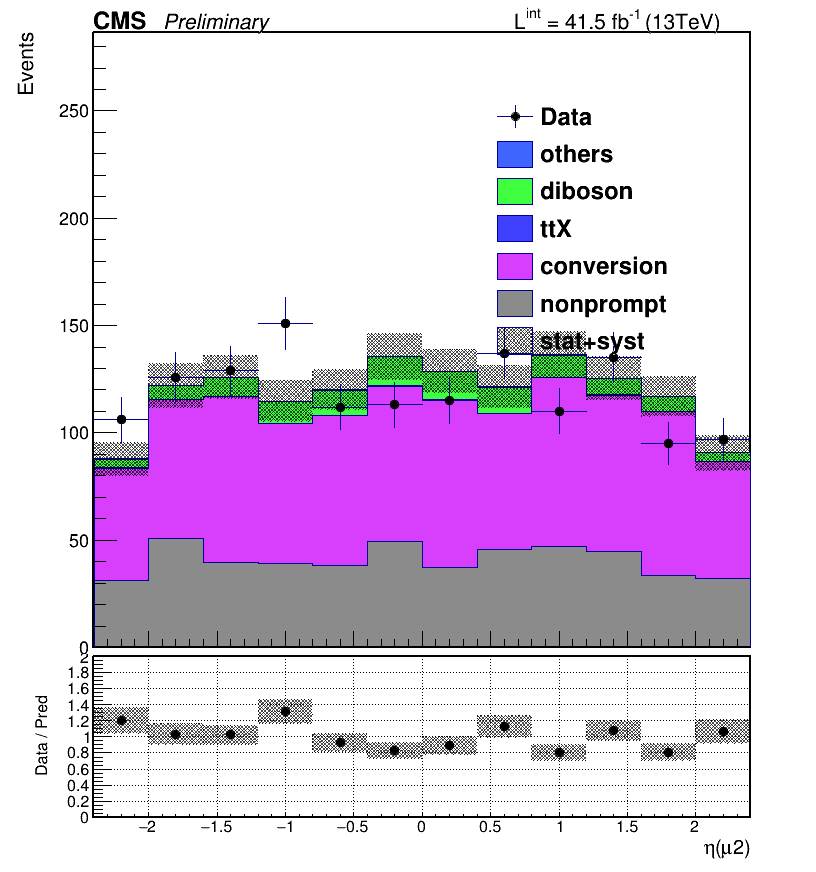 CMS Preliminary L^int = 41.5 fb^-1 (13TeV)
Events
250
200
150
100
50
0
Data
others
diboson
ttX
conversion
nonprompt
stat+syst
Data / Pred
2
1.8
1.6
1.4
1.2
1
0.8
0.6
0.4
0.2
0
−2 −1.5 −1 −0.5 0 0.5 1 1.5 2
η(μ2)